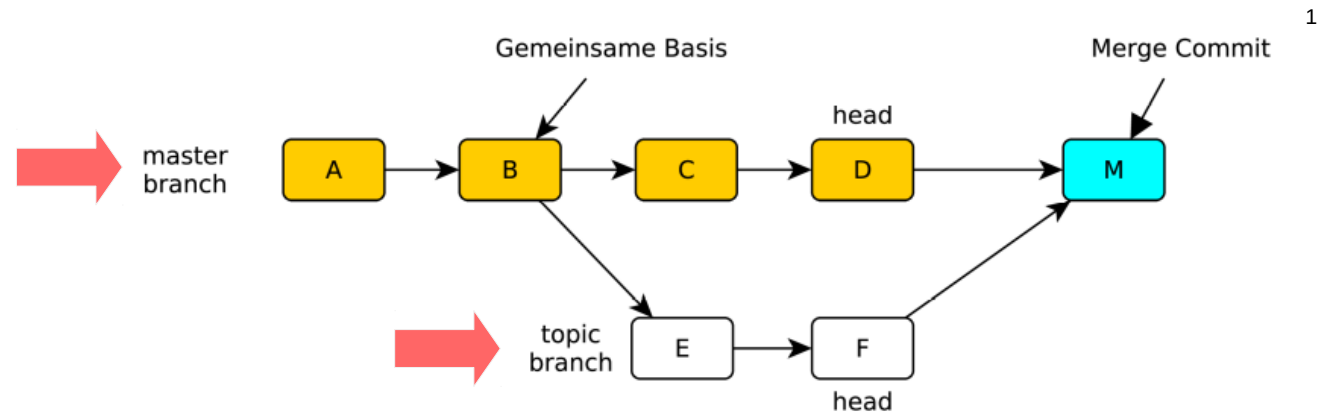 1
Gemeinsame Basis
Merge Commit
head
master
branch
A
B
C
D
M
topic
branch
E
F
head